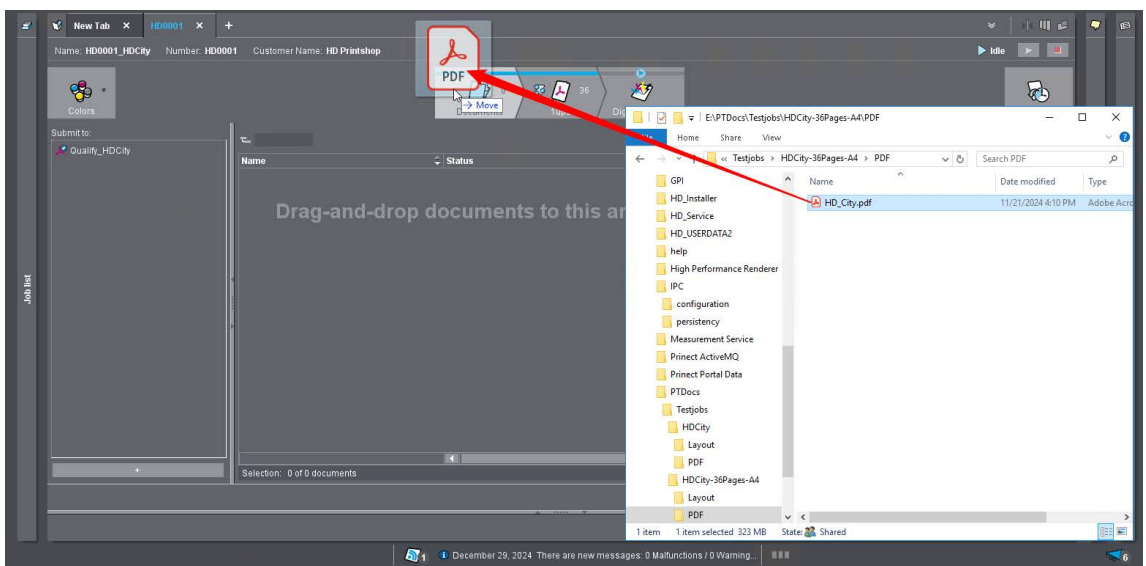 New Tab
HD0001
Name: HD0001_HDCity Number: HD0001 Customer Name: HD Printshop
Idle
PDF
Move
Documents
0
36
Colors
Submit to:
Qualify_HDCity
Name
Status
Drag-and-drop documents to this ar
Job list
+
Selection: 0 of 0 documents
E:\PTDocs\Testjobs\HDCity-36Pages-A4\PDF
Home Share View
« Testjobs > HDCity-36Pages-A4 > PDF
Search PDF
Name
Date modified
Type
HD_City.pdf
11/21/2024 4:10 PM
Adobe Acro
GPI
HD_Installer
HD_Service
HD_USERDATA2
help
High Performance Renderer
IPC
configuration
persistency
Measurement Service
Prinect ActiveMQ
Prinect Portal Data
PTDocs
Testjobs
HDCity
Layout
PDF
HDCity-36Pages-A4
Layout
PDF
1 item 1 item selected 323 MB State: Shared
1 December 29, 2024 There are new messages: 0 Malfunctions / 0 Warning...
6